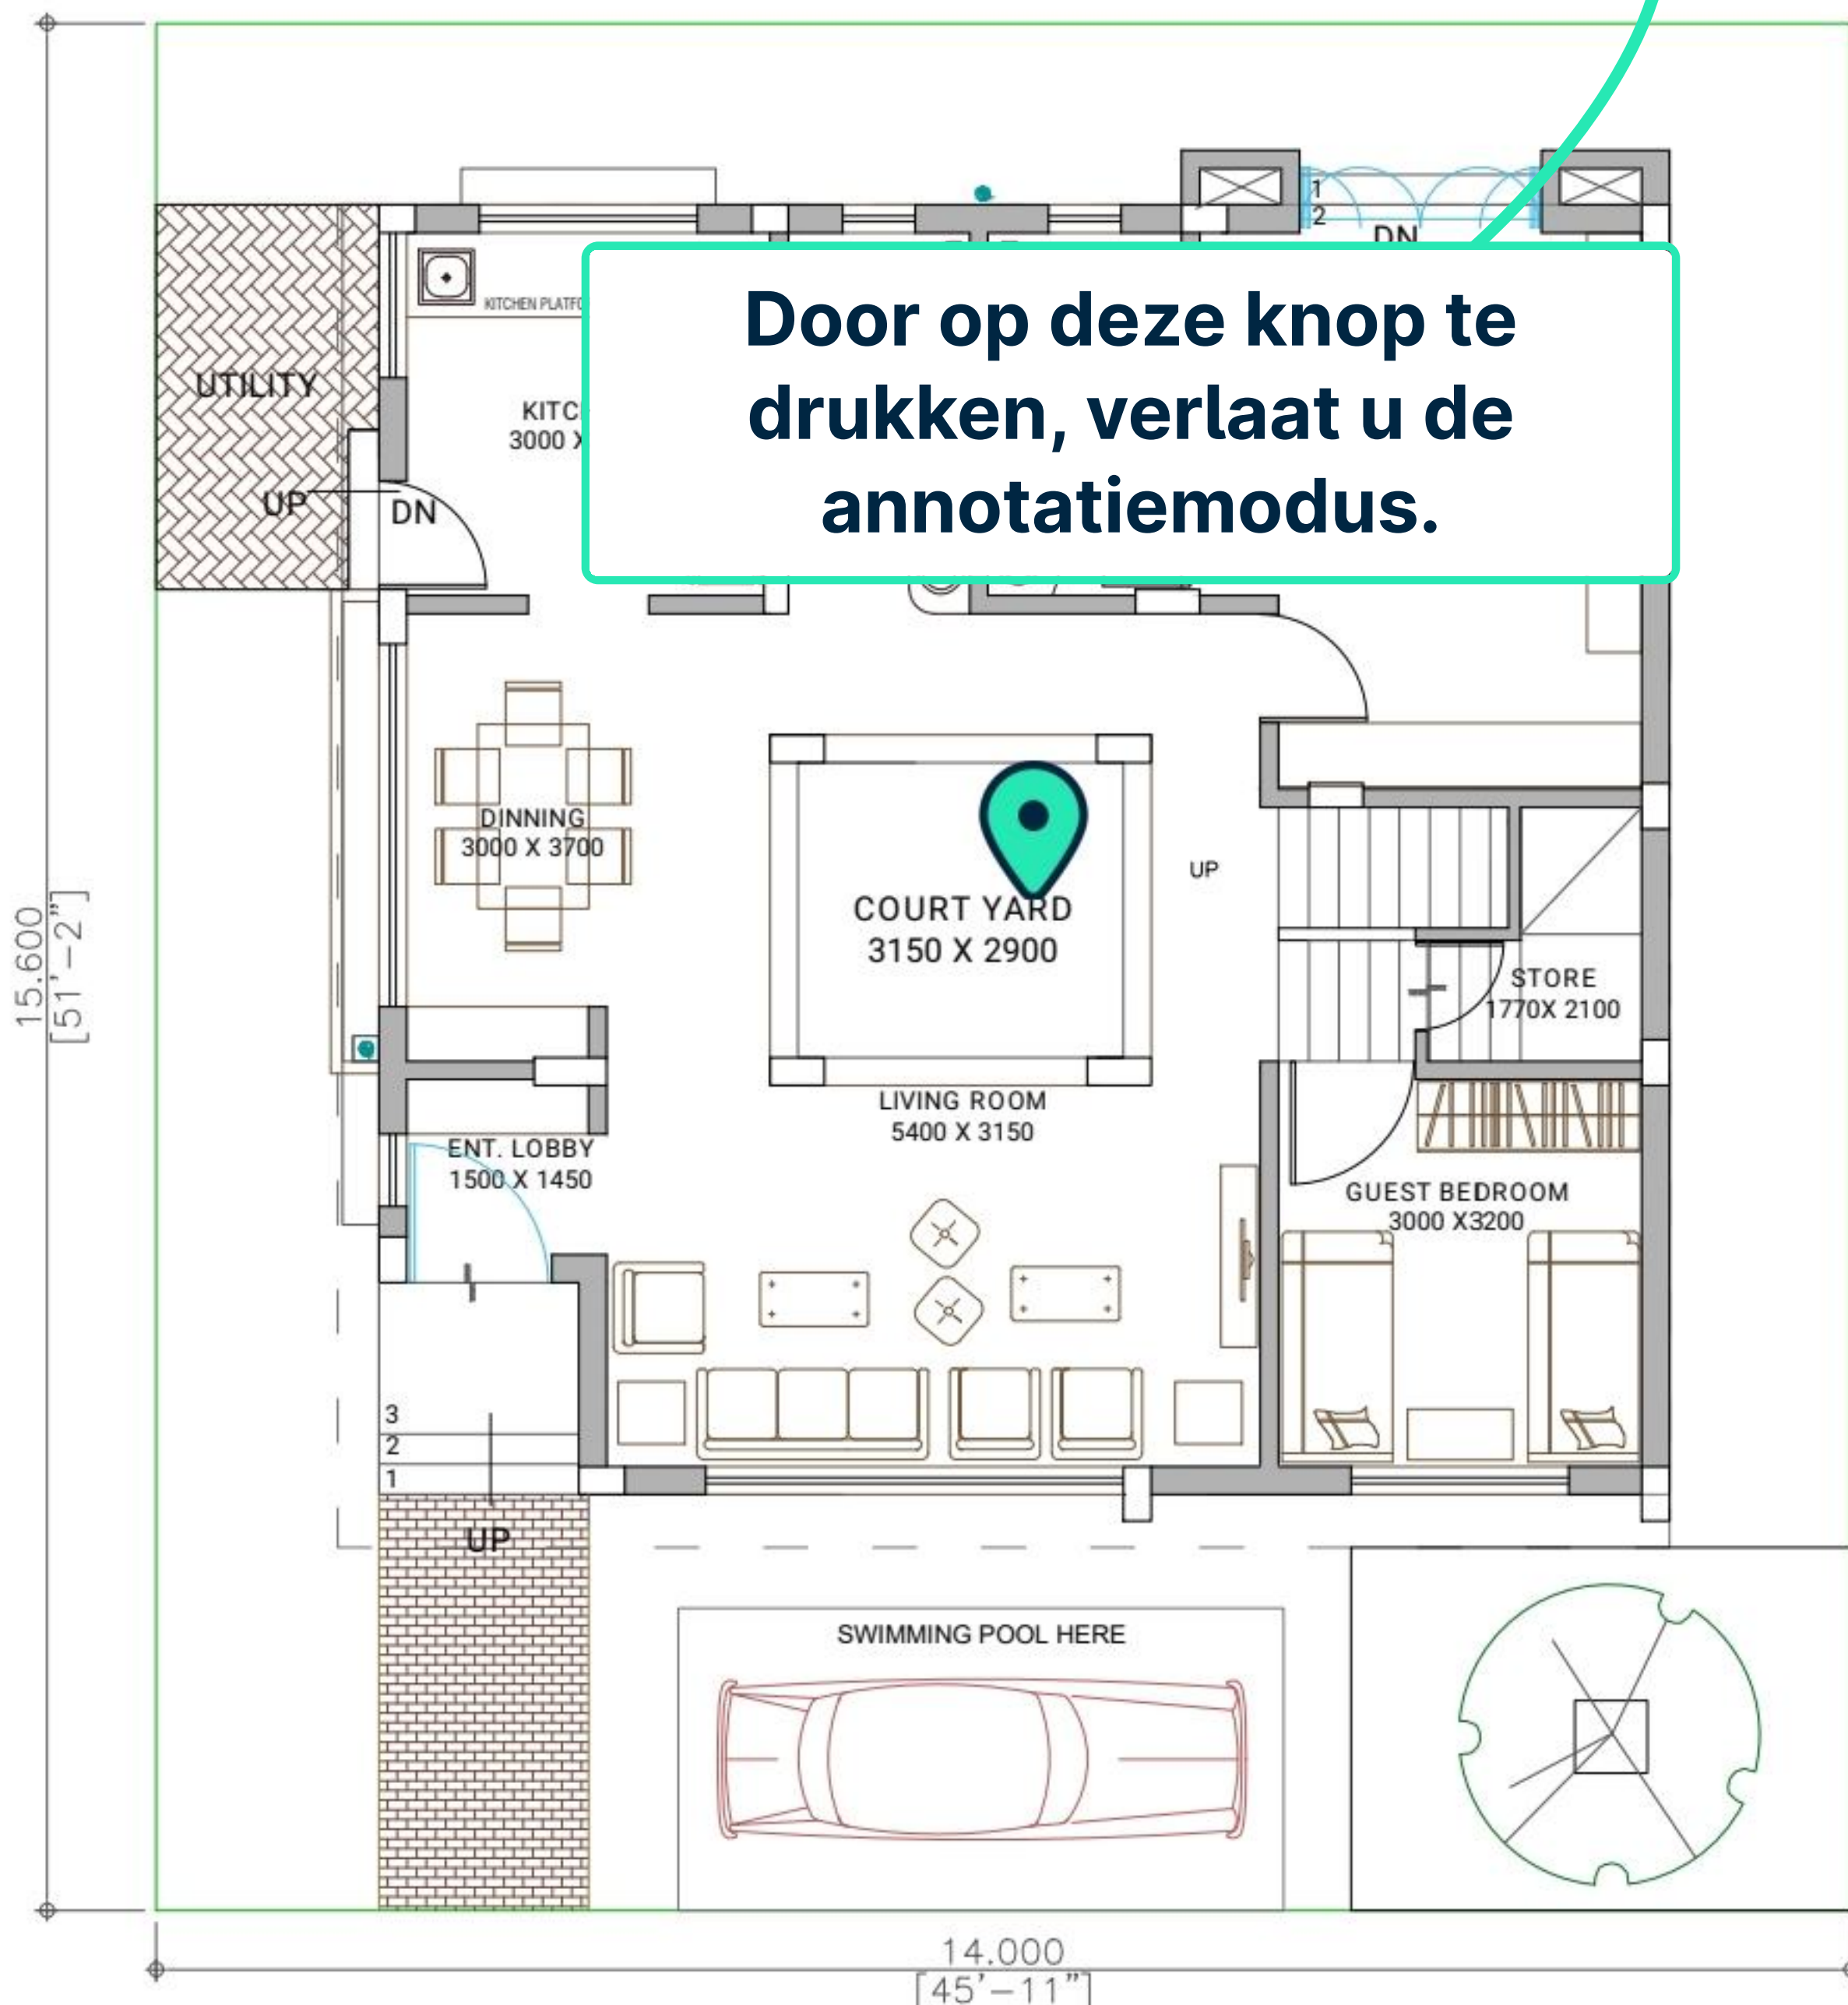 1
2
DN
Door op deze knop te
drukken, verlaat u de
annotatiemodus.
KITCHEN PLATFO
UTILITY
KITC
3000 X
UP
DN
DINNING
3000 X 3700
UP
COURT YARD
3150 X 2900
STORE
1770X 2100
15.600
[51'-2"]
LIVING ROOM
5400 X 3150
ENT. LOBBY
1500 X 1450
GUEST BEDROOM
3000 X3200
3
2
1
UP
SWIMMING POOL HERE
14.000
[45'-11"]